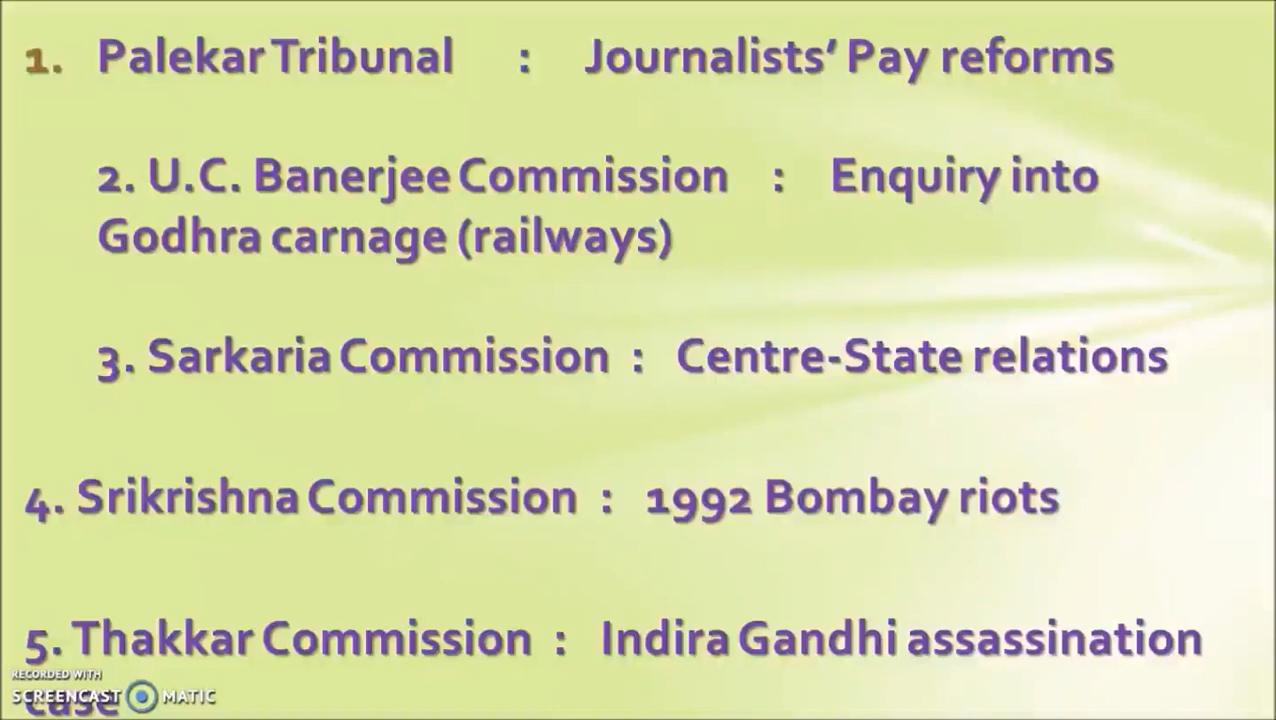 1. Palekar Tribunal : Journalists' Pay reforms
2. U.C. Banerjee Commission : Enquiry into
Godhra carnage (railways)
3. Sarkaria Commission : Centre-State relations
4. Srikrishna Commission : 1992 Bombay riots
5. Thakkar Commission : Indira Gandhi assassination
case
RECORDED WITH
SCREENCAST MATIC